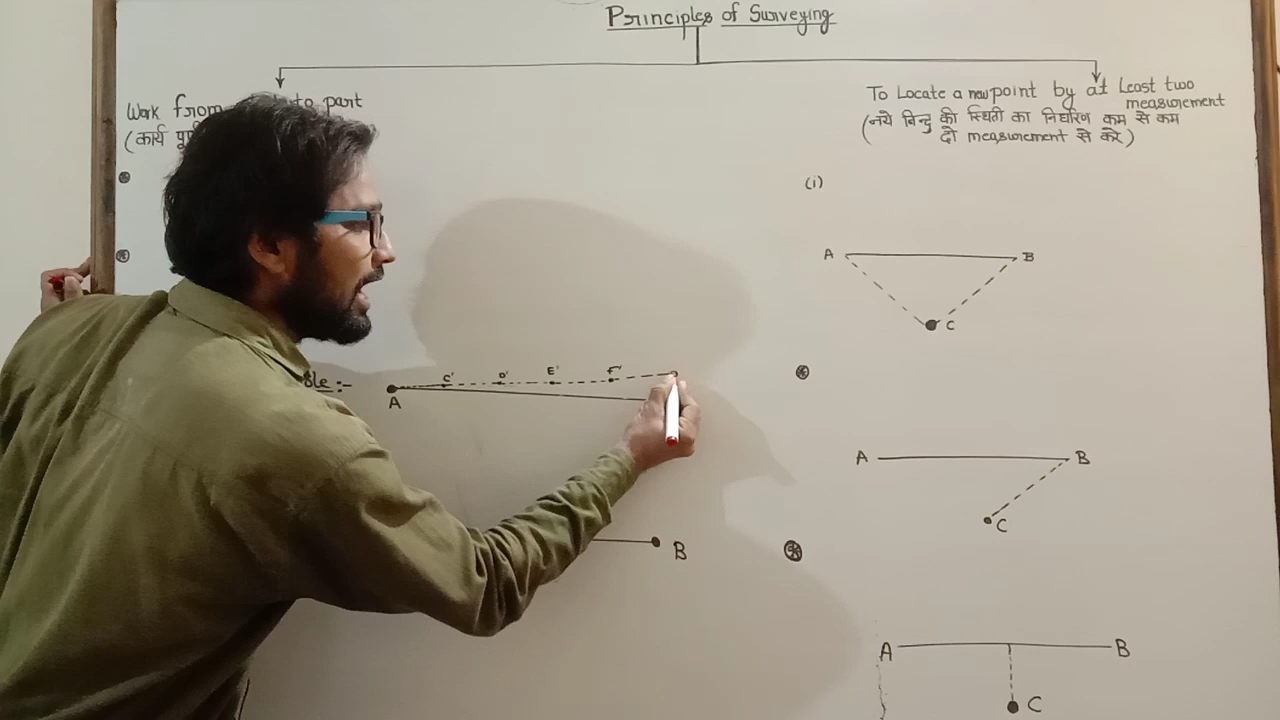 Principles of Surveying
Work from to part
(कार्य
To Locate a new point by at Least two
measurement
(नये बिन्दु की स्थिती का निर्धारण कम से कम
दो measurement से करे)
(i)
A B
C
:-
A C' D' E' F'
A B
C
B
A B
C